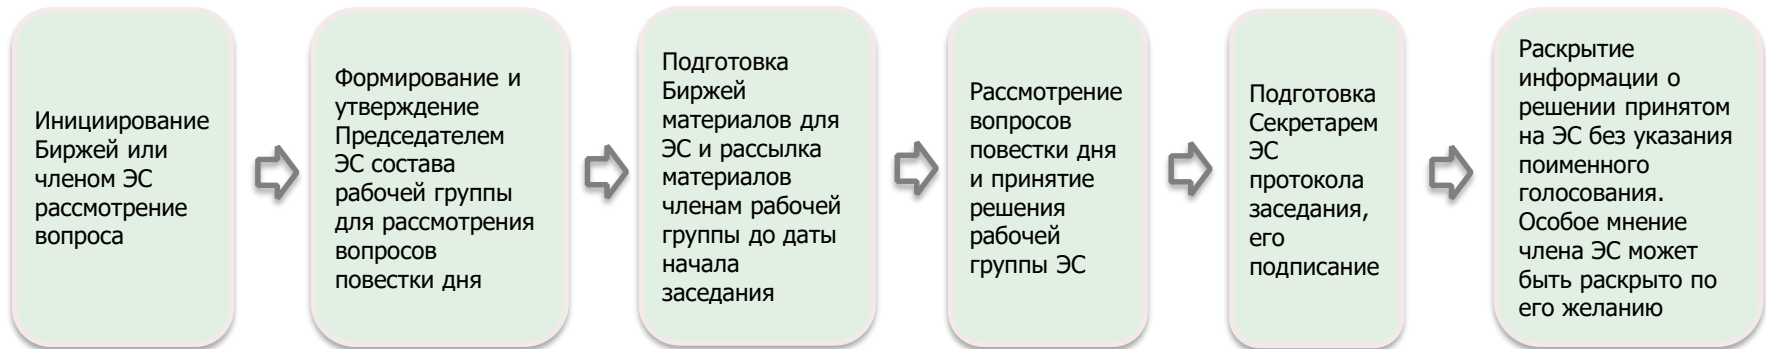 Инициирование
Биржей или
членом ЭС
рассмотрение
вопроса
Формирование и
утверждение
Председателем
ЭС состава
рабочей группы
для рассмотрения
вопросов
повестки дня
Подготовка
Биржей
материалов для
ЭС и рассылка
материалов
членам рабочей
группы до даты
начала
заседания
Рассмотрение
вопросов
повестки дня
и принятие
решения
рабочей
группы ЭС
Подготовка
Секретарем
ЭС
протокола
заседания,
его
подписание
Раскрытие
информации о
решении принятом
на ЭС без указания
поименного
голосования.
Особое мнение
члена ЭС может
быть раскрыто по
его желанию